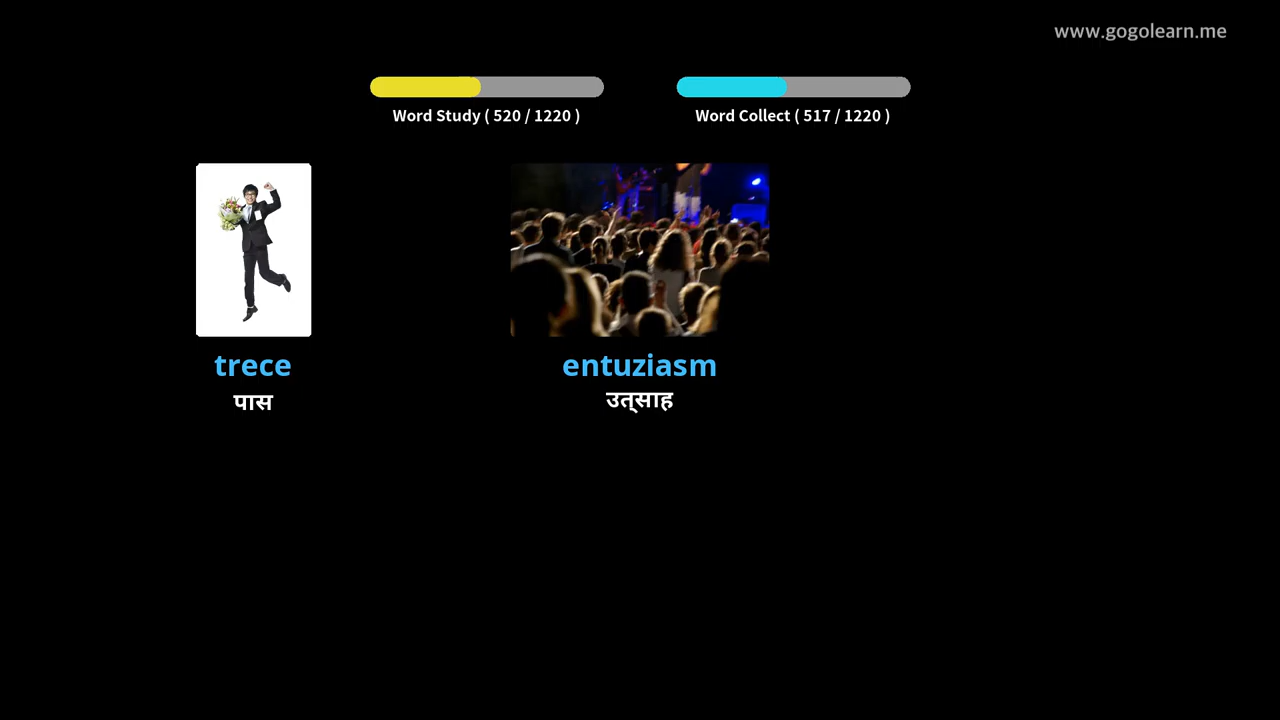 www.gogolearn.me
Word Study ( 520 / 1220 )
Word Collect ( 517 / 1220 )
trece
पास
entuziasm
उत्साह